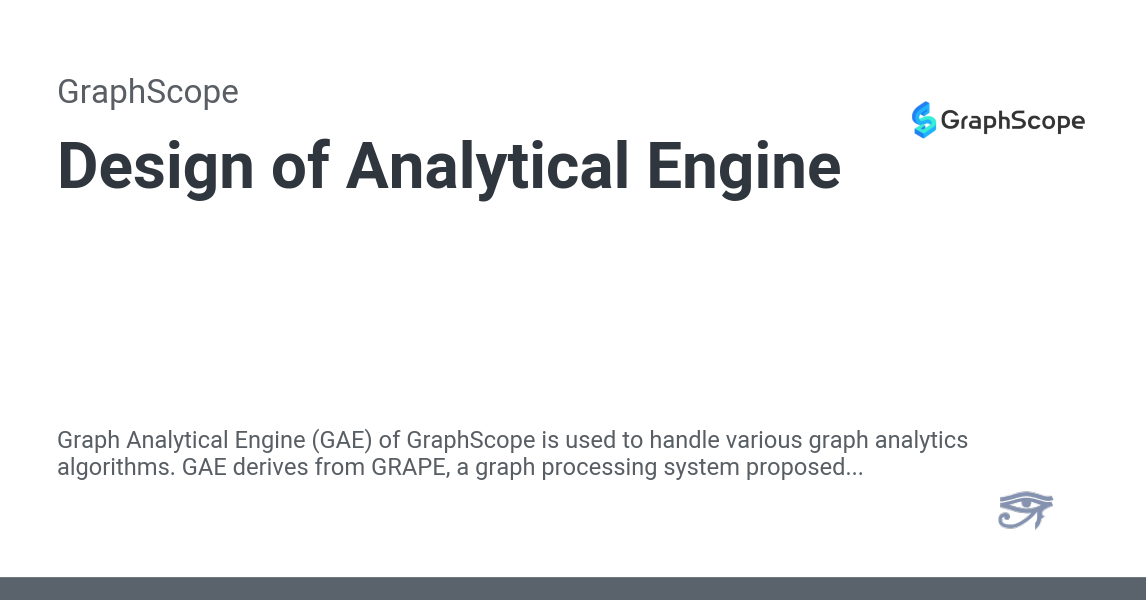 GraphScope
GraphScope
Design of Analytical Engine
Graph Analytical Engine (GAE) of GraphScope is used to handle various graph analytics
algorithms. GAE derives from GRAPE, a graph processing system proposed...